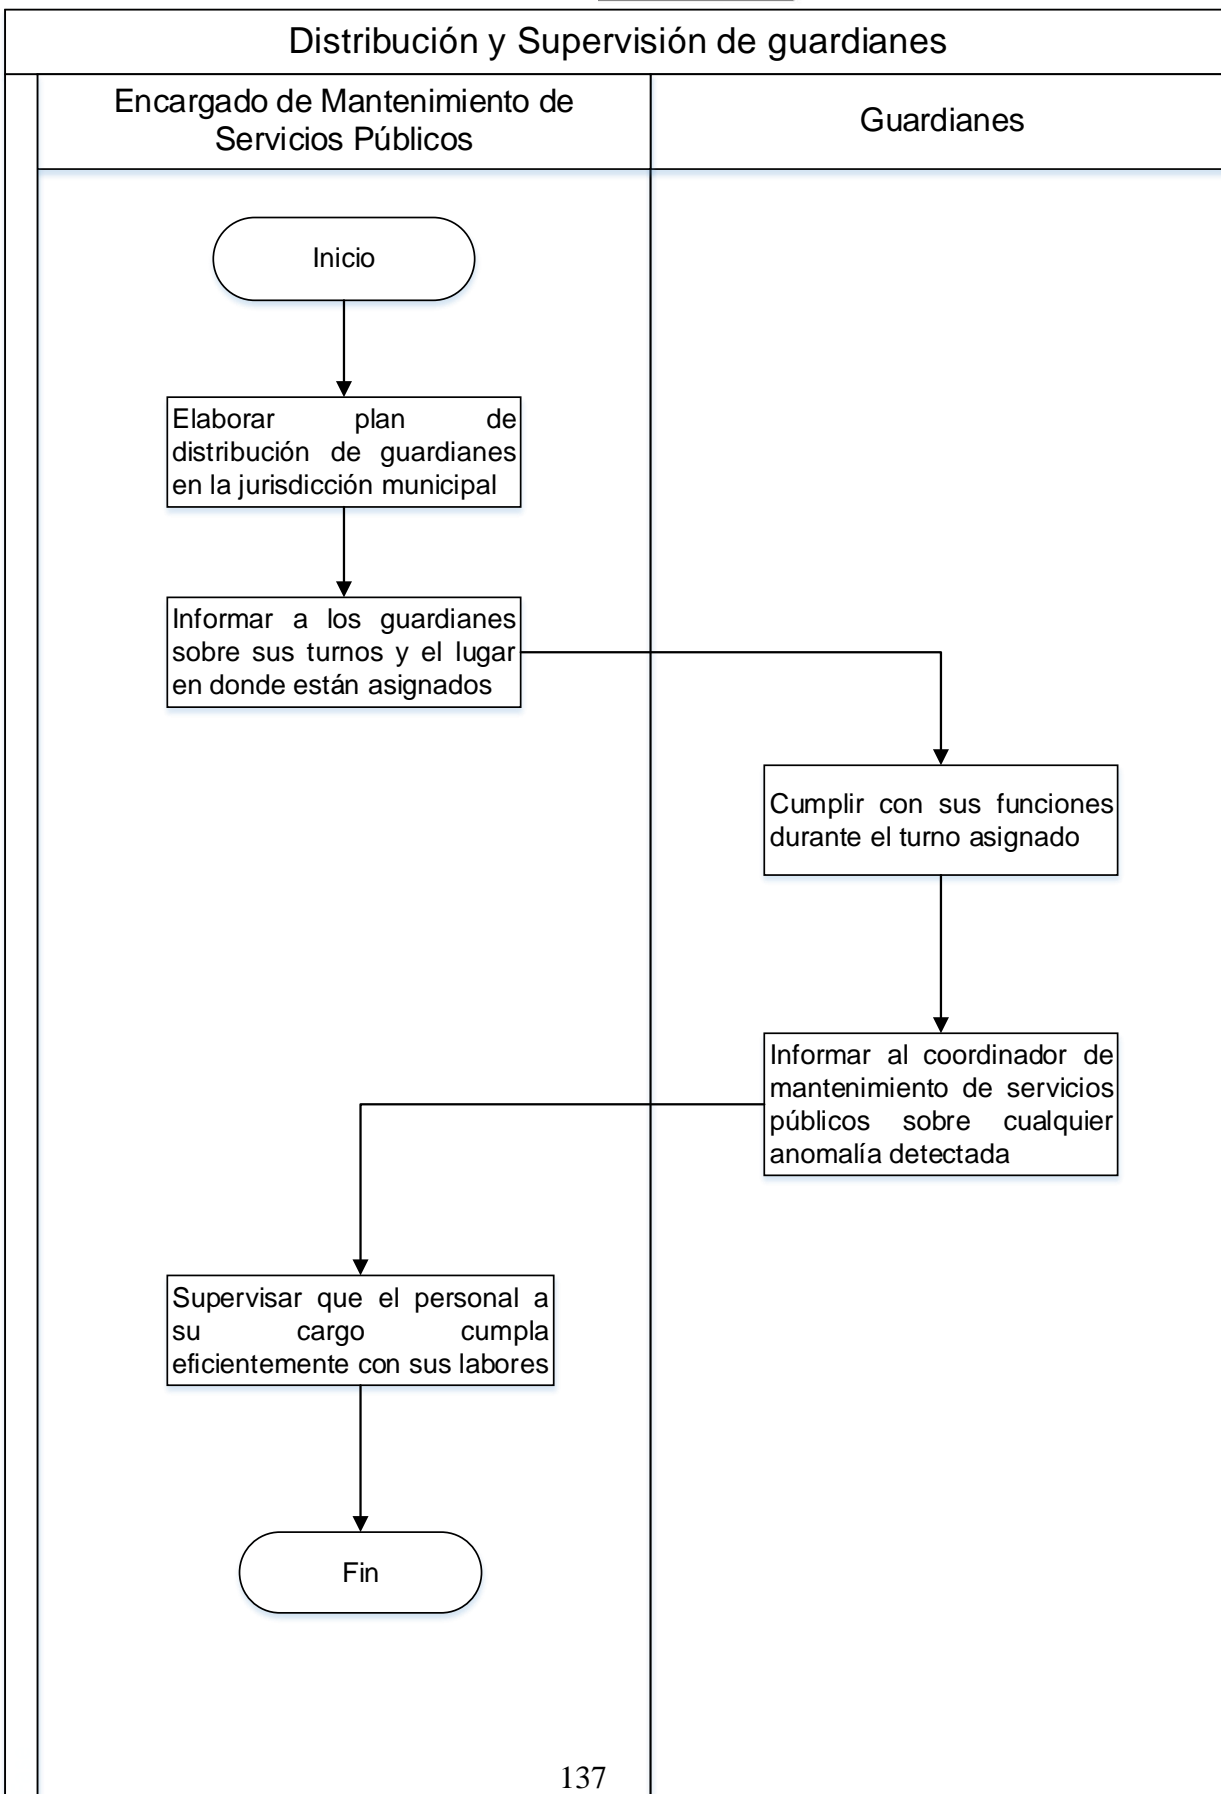 Distribución y Supervisión de guardianes
Encargado de Mantenimiento de
Servicios Públicos
Guardianes
Inicio
Elaborar plan de
distribución de guardianes
en la jurisdicción municipal
Informar a los guardianes
sobre sus turnos y el lugar
en donde están asignados
Cumplir con sus funciones
durante el turno asignado
Informar al coordinador de
mantenimiento de servicios
públicos sobre cualquier
anomalía detectada
Supervisar que el personal a
su cargo cumpla
eficientemente con sus labores
Fin
137